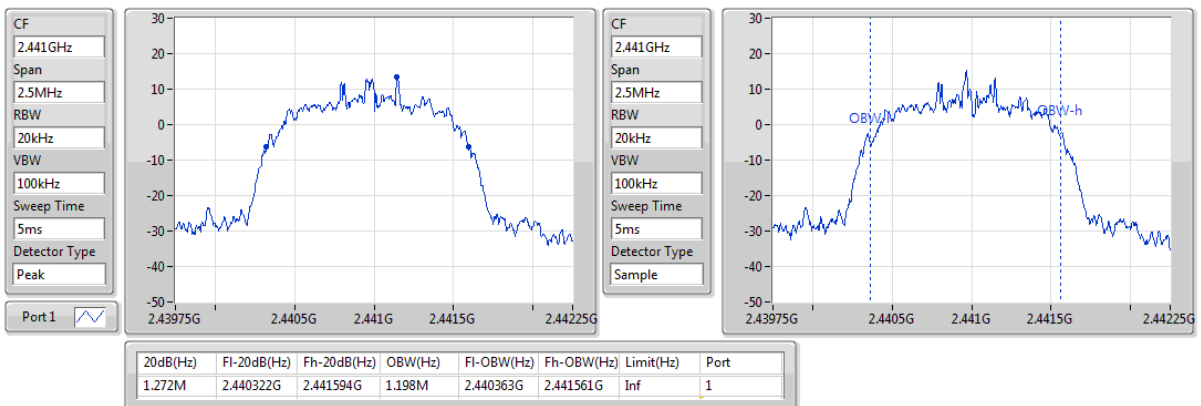 CF
2.441GHz
Span
2.5MHz
RBW
20kHz
VBW
100kHz
Sweep Time
5ms
Detector Type
Peak
Port 1
30
20
10
0
-10
-20
-30
-40
-50
2.43975G 2.4405G 2.441G 2.4415G 2.44225G
CF
2.441GHz
Span
2.5MHz
RBW
20kHz
VBW
100kHz
Sweep Time
5ms
Detector Type
Sample
30
20
10
0
-10
-20
-30
-40
-50
OBW-h
2.43975G 2.4405G 2.441G 2.4415G 2.44225G
20dB(Hz) Fl-20dB(Hz) Fh-20dB(Hz) OBW(Hz) Fl-OBW(Hz) Fh-OBW(Hz) Limit(Hz) Port
1.272M 2.440322G 2.441594G 1.198M 2.440363G 2.441561G Inf 1